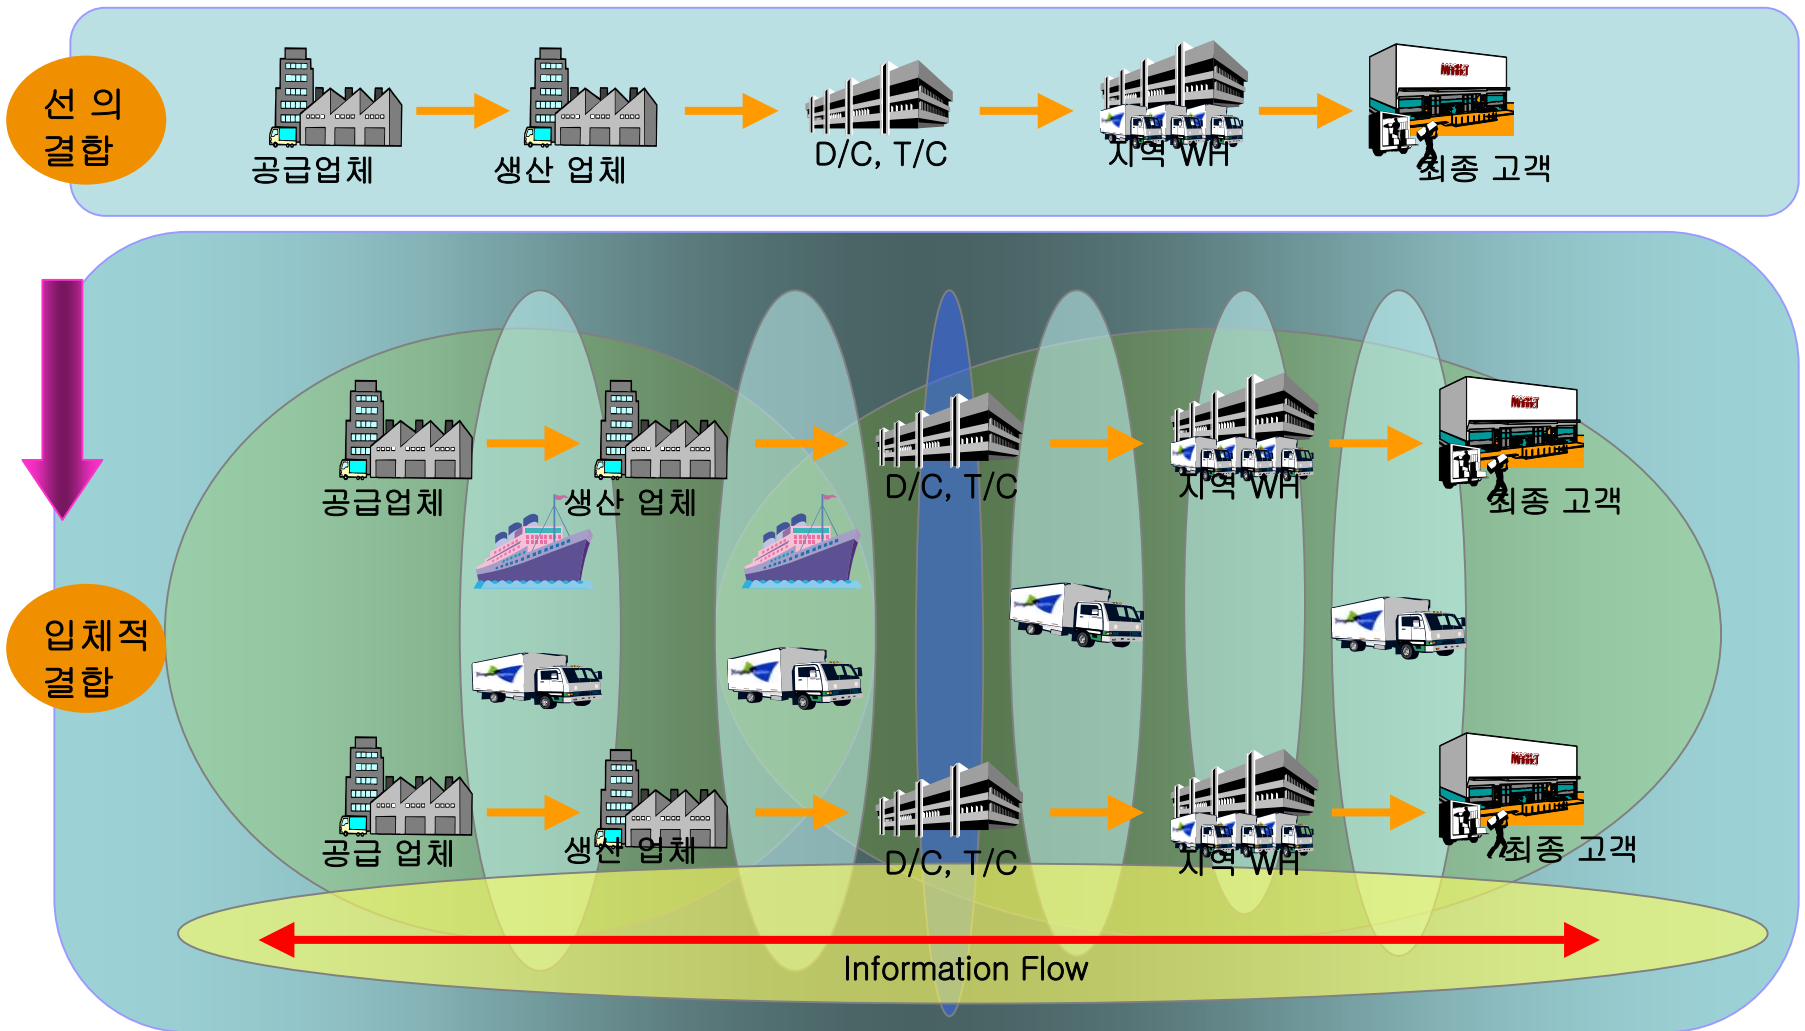 선 의
결합
공급업체
생산 업체
D/C, T/C
지역 WH
최종 고객
공급업체
생산 업체
D/C, T/C
지역 WH
최종 고객
입체적
결합
공급 업체
생산 업체
D/C, T/C
지역 WH
최종 고객
Information Flow